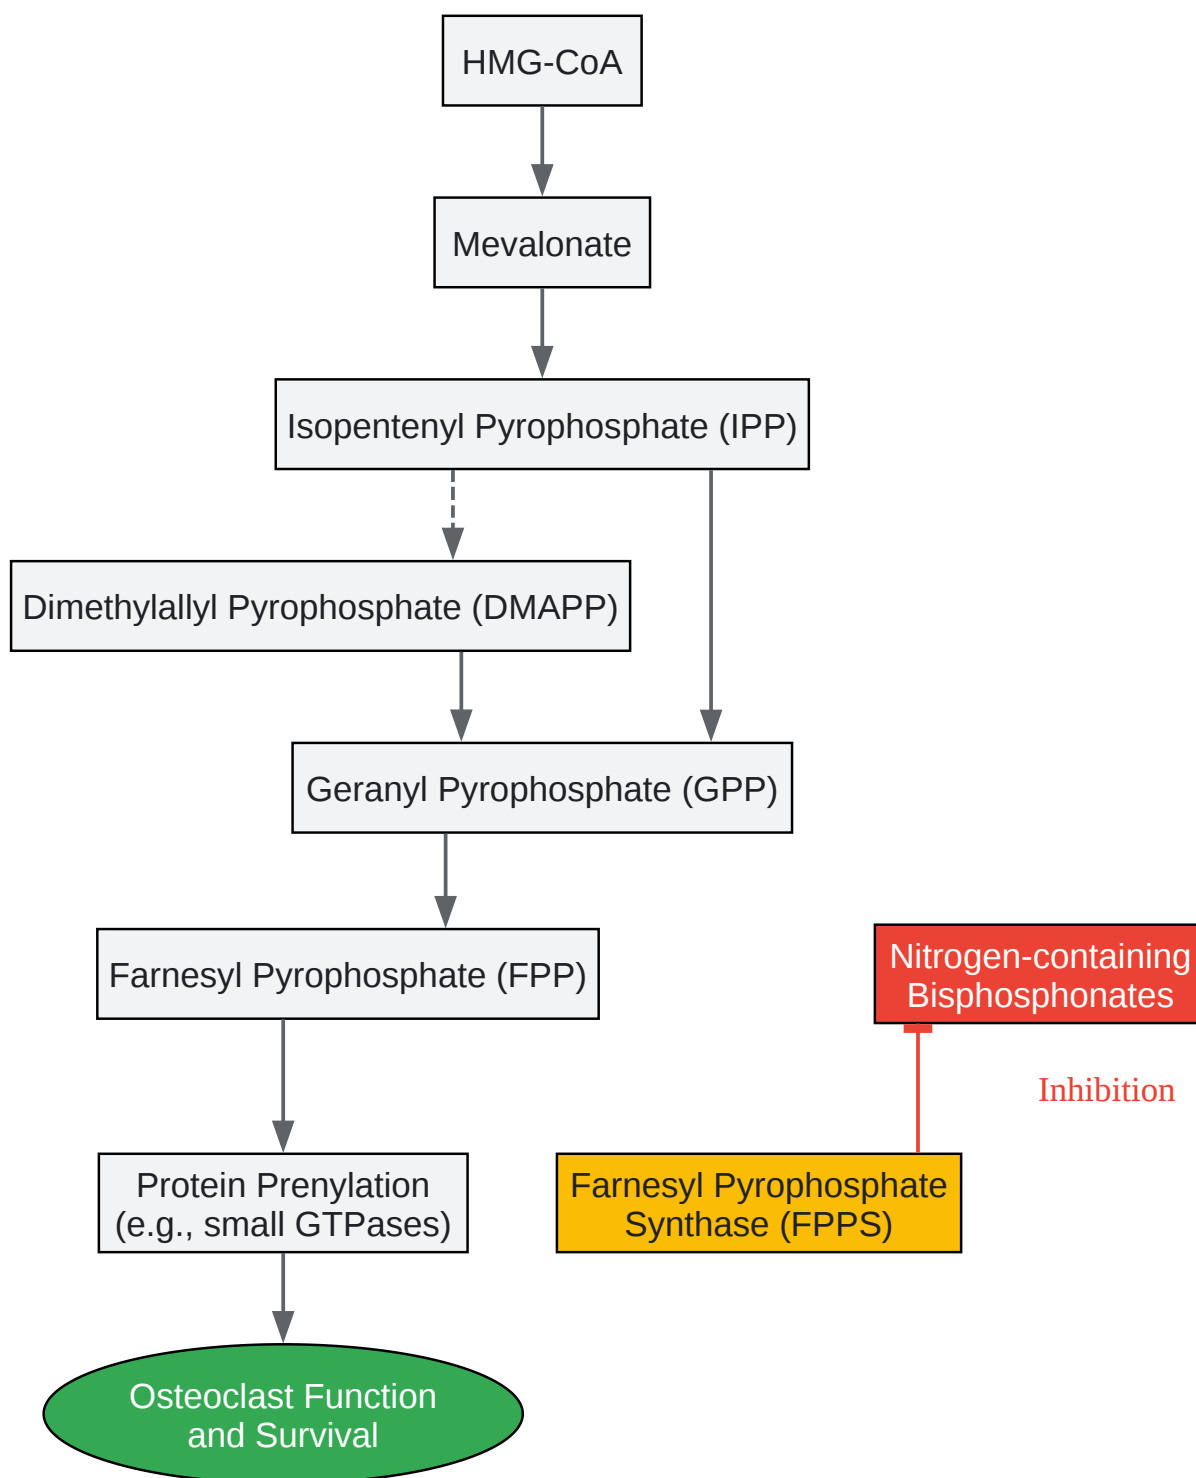 HMG-CoA
Mevalonate
Isopentenyl Pyrophosphate (IPP)
Dimethylallyl Pyrophosphate (DMAPP)
Geranyl Pyrophosphate (GPP)
Farnesyl Pyrophosphate (FPP)
Nitrogen-containing
Bisphosphonates
Inhibition
Protein Prenylation
(e.g., small GTPases)
Farnesyl Pyrophosphate
Synthase (FPPS)
Osteoclast Function
and Survival